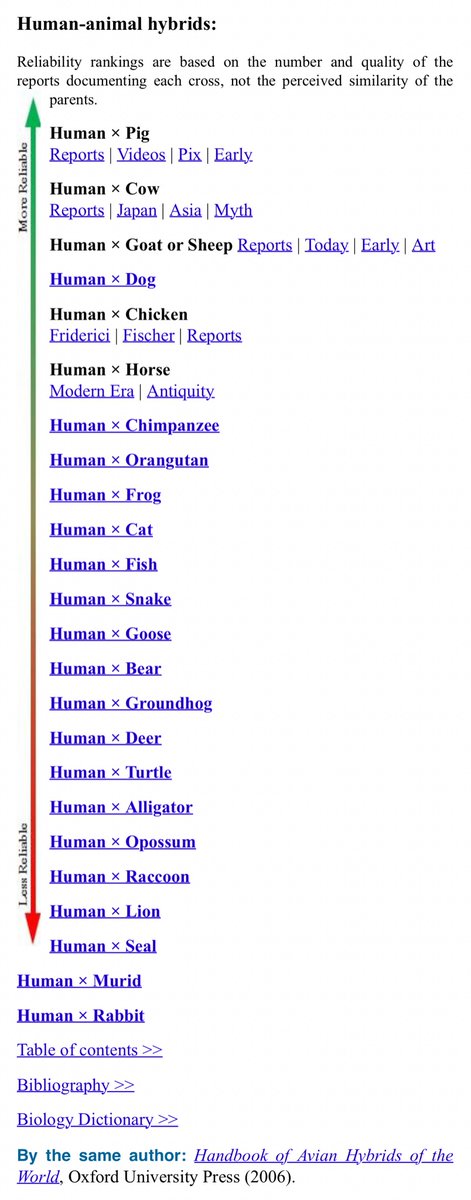 Human-animal hybrids:
Reliability rankings are based on the number and quality of the
reports documenting each cross, not the perceived similarity of the
parents.
More Reliable
Human × Pig
Reports | Videos | Pix | Early
Human × Cow
Reports | Japan | Asia | Myth
Human × Goat or Sheep Reports | Today | Early | Art
Human × Dog
Human × Chicken
Friderici | Fischer | Reports
Human × Horse
Modern Era | Antiquity
Human × Chimpanzee
Human × Orangutan
Human × Frog
Human × Cat
Human × Fish
Human × Snake
Human × Goose
Human × Bear
Human × Groundhog
Human × Deer
Human × Turtle
Human × Alligator
Human × Opossum
Human × Raccoon
Human × Lion
Human × Seal
Less Reliable
Human × Murid
Human × Rabbit
Table of contents >>
Bibliography >>
Biology Dictionary >>
By the same author: Handbook of Avian Hybrids of the
World, Oxford University Press (2006).